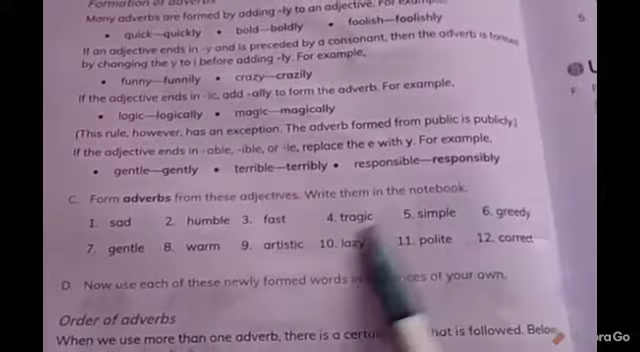 Formation of adverbs
Many adverbs are formed by adding -ly to an adjective. For
• quick—quickly • bold—boldly • foolish—foolishly
If an adjective ends in -y and is preceded by a consonant, then the adverb is
by changing the y to i before adding -ly. For example,
• funny—funnily • crazy—crazily
If the adjective ends in -ic, add -ally to form the adverb. For example,
• logic—logically • magic—magically
(This rule, however, has an exception. The adverb formed from public is publicly)
If the adjective ends in -able, -ible, or -le, replace the e with y. For example,
• gentle—gently • terrible—terribly • responsible—responsibly
C. Form adverbs from these adjectives. Write them in the notebook.
1. sad 2. humble 3. fast 4. tragic 5. simple 6. greedy
7. gentle 8. warm 9. artistic 10. lazy 11. polite 12. correct
D. Now use each of these newly formed words in of your own.
Order of adverbs
When we use more than one adverb, there is a hat is followed.